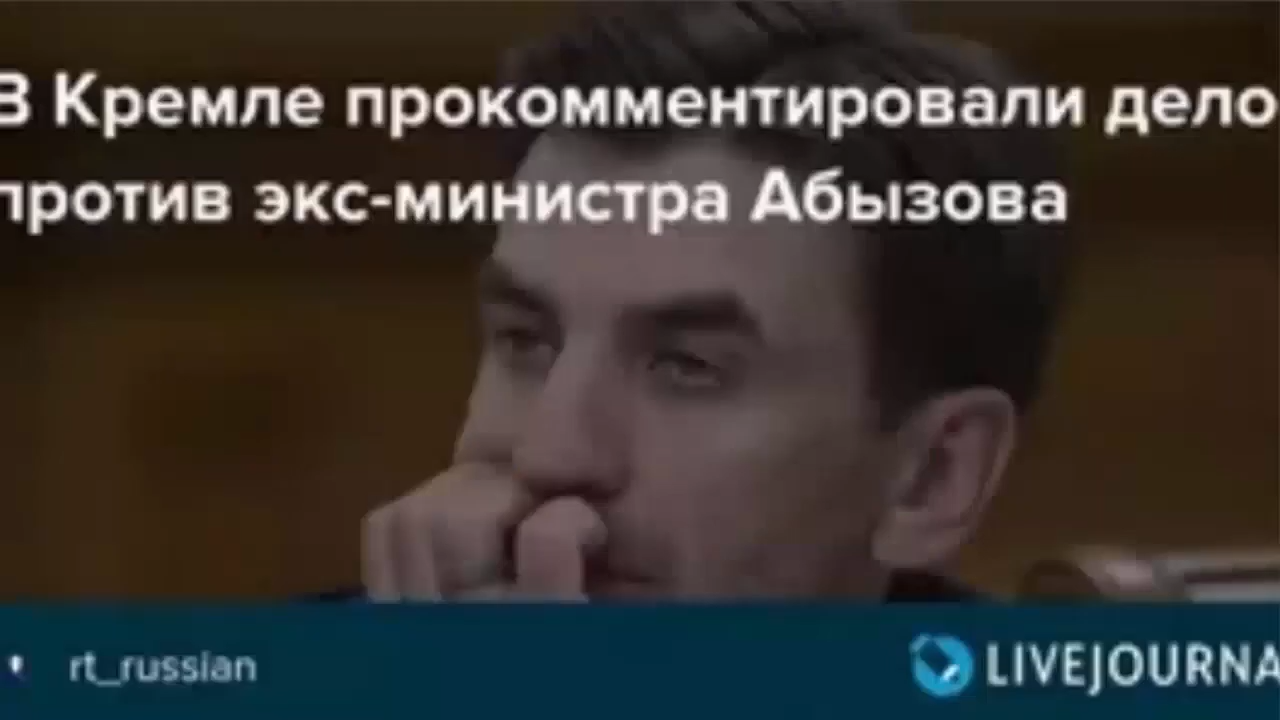 В Кремле прокомментировали дело
против экс-министра Абызова
rt_russian
LIVEJOURNA